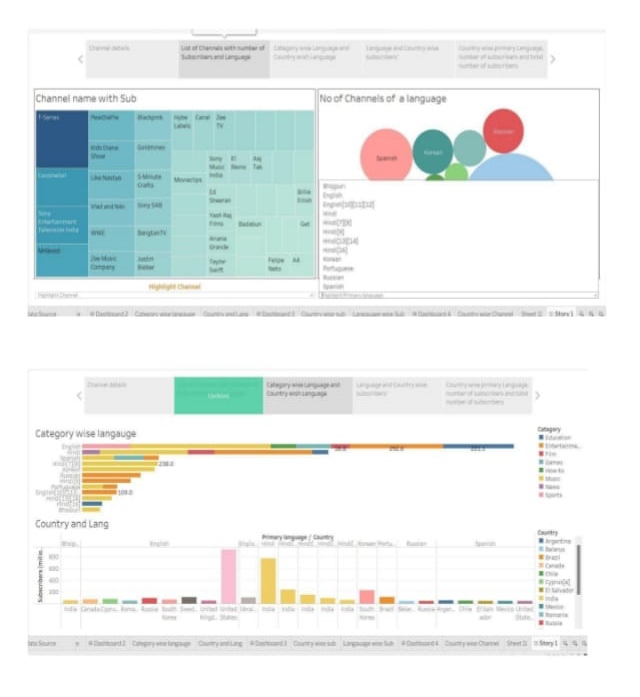 Channel details
List of Channels with number of
Subscribers and Language
Category wise Language and
Country wish Language
Language and Country wise
subscribers'
Country wise primary Language,
number of subscribers and total
number of subscribers
Channel name with Sub
T-Series
PewDiePie
Blackpink
Hybe
Labels
Canal
Zee
TV
Kids Diana
Show
Goldmines
Cocomelon
Like Nastya
5-Minute
Crafts
Movieclips
Sony
Music
India
El
Reino
Aaj
Tak
Sony
Entertainment
Television India
Vlad and Niki
Sony SAB
Ed
Sheeran
Billie
Eilish
WWE
BangtanTV
Yash Raj
Films
Badabun
Get
MrBeast
Zee Music
Company
Justin
Bieber
Ariana
Grande
Taylor
Swift
Felipe
Neto
AA
Highlight Channel
Highlight Channel
No of Channels of a language
Spanish
Korean
Russian
Bhojpuri
English
English[10][11][12]
Hindi
Hindi[7][8]
Hindi[9]
Hindi[13][14]
Hindi[16]
Korean
Portuguese
Russian
Spanish
Highlight Primary language
Data Source
Dashboard 2
Category wise langauge
Country and Lang
Dashboard 3
Country wise sub
Langauage wise Sub
Dashboard 4
Country wise Channel
Sheet 11
Story 1
Channel details
Category wise Language and
Country wish Language
Language and Country wise
subscribers'
Country wise primary Language,
number of subscribers and total
number of subscribers
Category wise langauge
English
Hindi
Spanish
Hindi[7][8]
238.0
Korean
Russian
Hindi[9]
Portuguese
English[10][11]...
109.0
Hindi[13][14]
Hindi[16]
Bhojpuri
Category
Education
Entertainme..
Film
Games
How-to
Music
News
Sports
Country and Lang
Primary language / Country
Bhoj..
English
Englis..
Hindi
Hindi[..
Hindi[..
Hindi[..
Hindi[..
Korean
Portu..
Russian
Spanish
Subscribers (millio..
800
600
400
200
India
Canada
Cypru..
Roma..
Russia
South
Korea
Swed..
United
Kingd..
United
States
Ukrai..
India
India
India
India
India
South
Korea
Brazil
Belar..
Russia
Argen..
Chile
El Salv
ador
Mexico
United
State..
Country
Argentina
Belarus
Brazil
Canada
Chile
Cyprus[a]
El Salvador
India
Mexico
Romania
Russia
Data Source
Dashboard 2
Category wise langauge
Country and Lang
Dashboard 3
Country wise sub
Langauage wise Sub
Dashboard 4
Country wise Channel
Sheet 11
Story 1